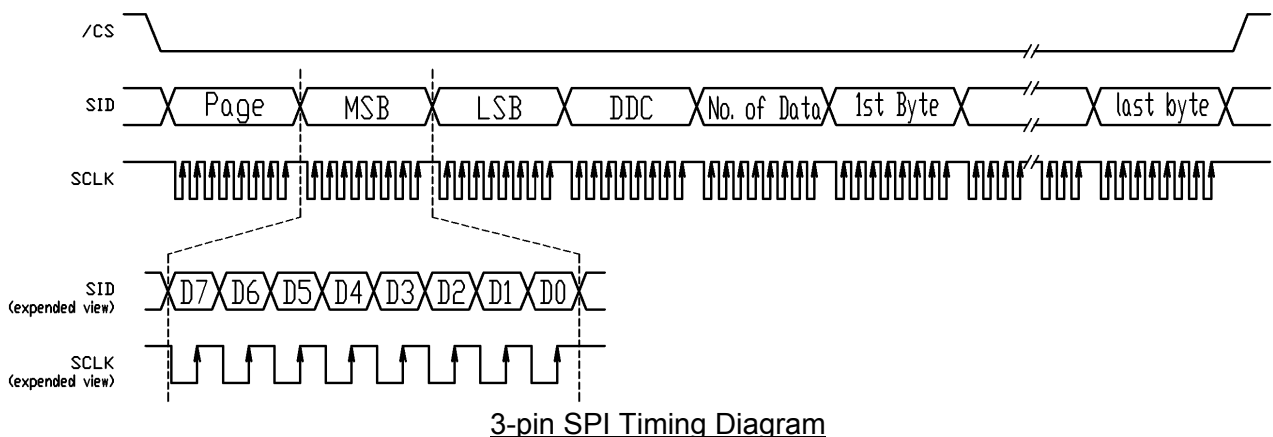 /CS
SID Page MSB LSB DDC No. of Data 1st Byte last byte
SCLK
SID D7 D6 D5 D4 D3 D2 D1 D0
(expended view)
SCLK
(expended view)
3-pin SPI Timing Diagram